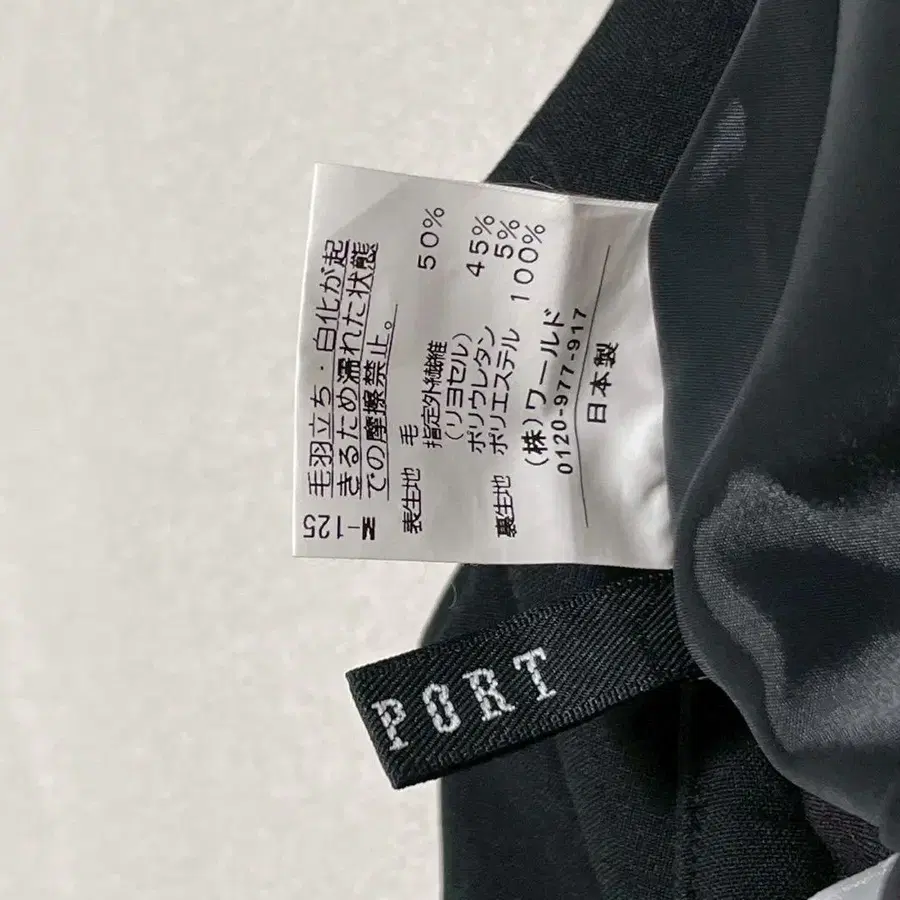 M-125
毛羽立ち・白化が起
きるため濡れた状態
での摩擦禁止。
表生地 毛 50%
指定外繊維
(リヨセル) 45%
ポリウレタン 5%
裏生地 ポリエステル 100%
(株)ワールド
0120-977-917
日本製
PORT